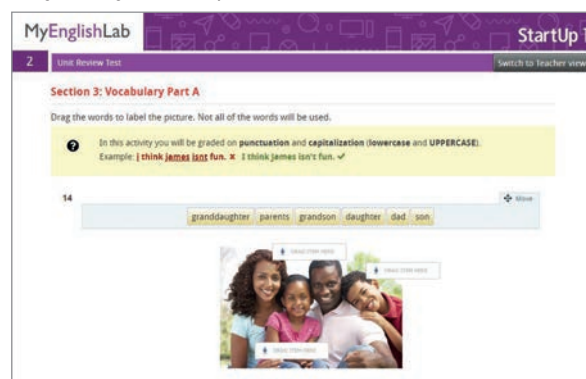 MyEnglishLab
StartUp 1
2 Unit Review Test Switch to Teacher view
Section 3: Vocabulary Part A
Drag the words to label the picture. Not all of the words will be used.
In this activity you will be graded on punctuation and capitalization (lowercase and UPPERCASE).
Example: i think james isnt fun. x I think James isn't fun. ✓
14 Move
granddaughter parents grandson daughter dad son
DRAG ITEM HERE
DRAG ITEM HERE
DRAG ITEM HERE